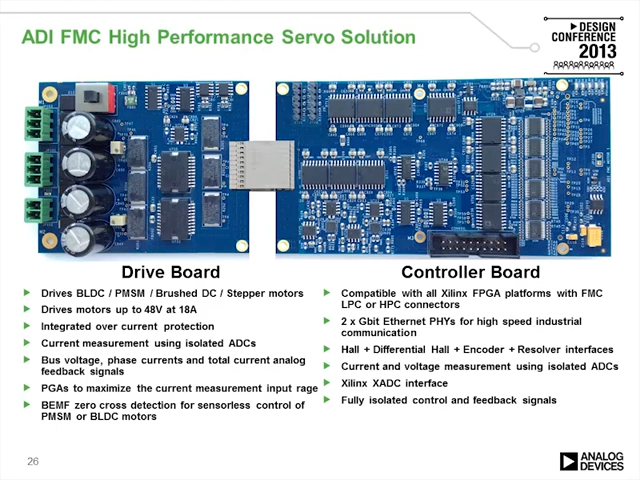 ADI FMC High Performance Servo Solution
DESIGN
CONFERENCE
2013
Drive Board
Drives BLDC / PMSM / Brushed DC / Stepper motors
Drives motors up to 48V at 18A
Integrated over current protection
Current measurement using isolated ADCs
Bus voltage, phase currents and total current analog
feedback signals
PGAs to maximize the current measurement input rage
BEMF zero cross detection for sensorless control of
PMSM or BLDC motors
Controller Board
Compatible with all Xilinx FPGA platforms with FMC
LPC or HPC connectors
2 x Gbit Ethernet PHYs for high speed industrial
communication
Hall + Differential Hall + Encoder + Resolver interfaces
Current and voltage measurement using isolated ADCs
Xilinx XADC interface
Fully isolated control and feedback signals
26
ANALOG
DEVICES